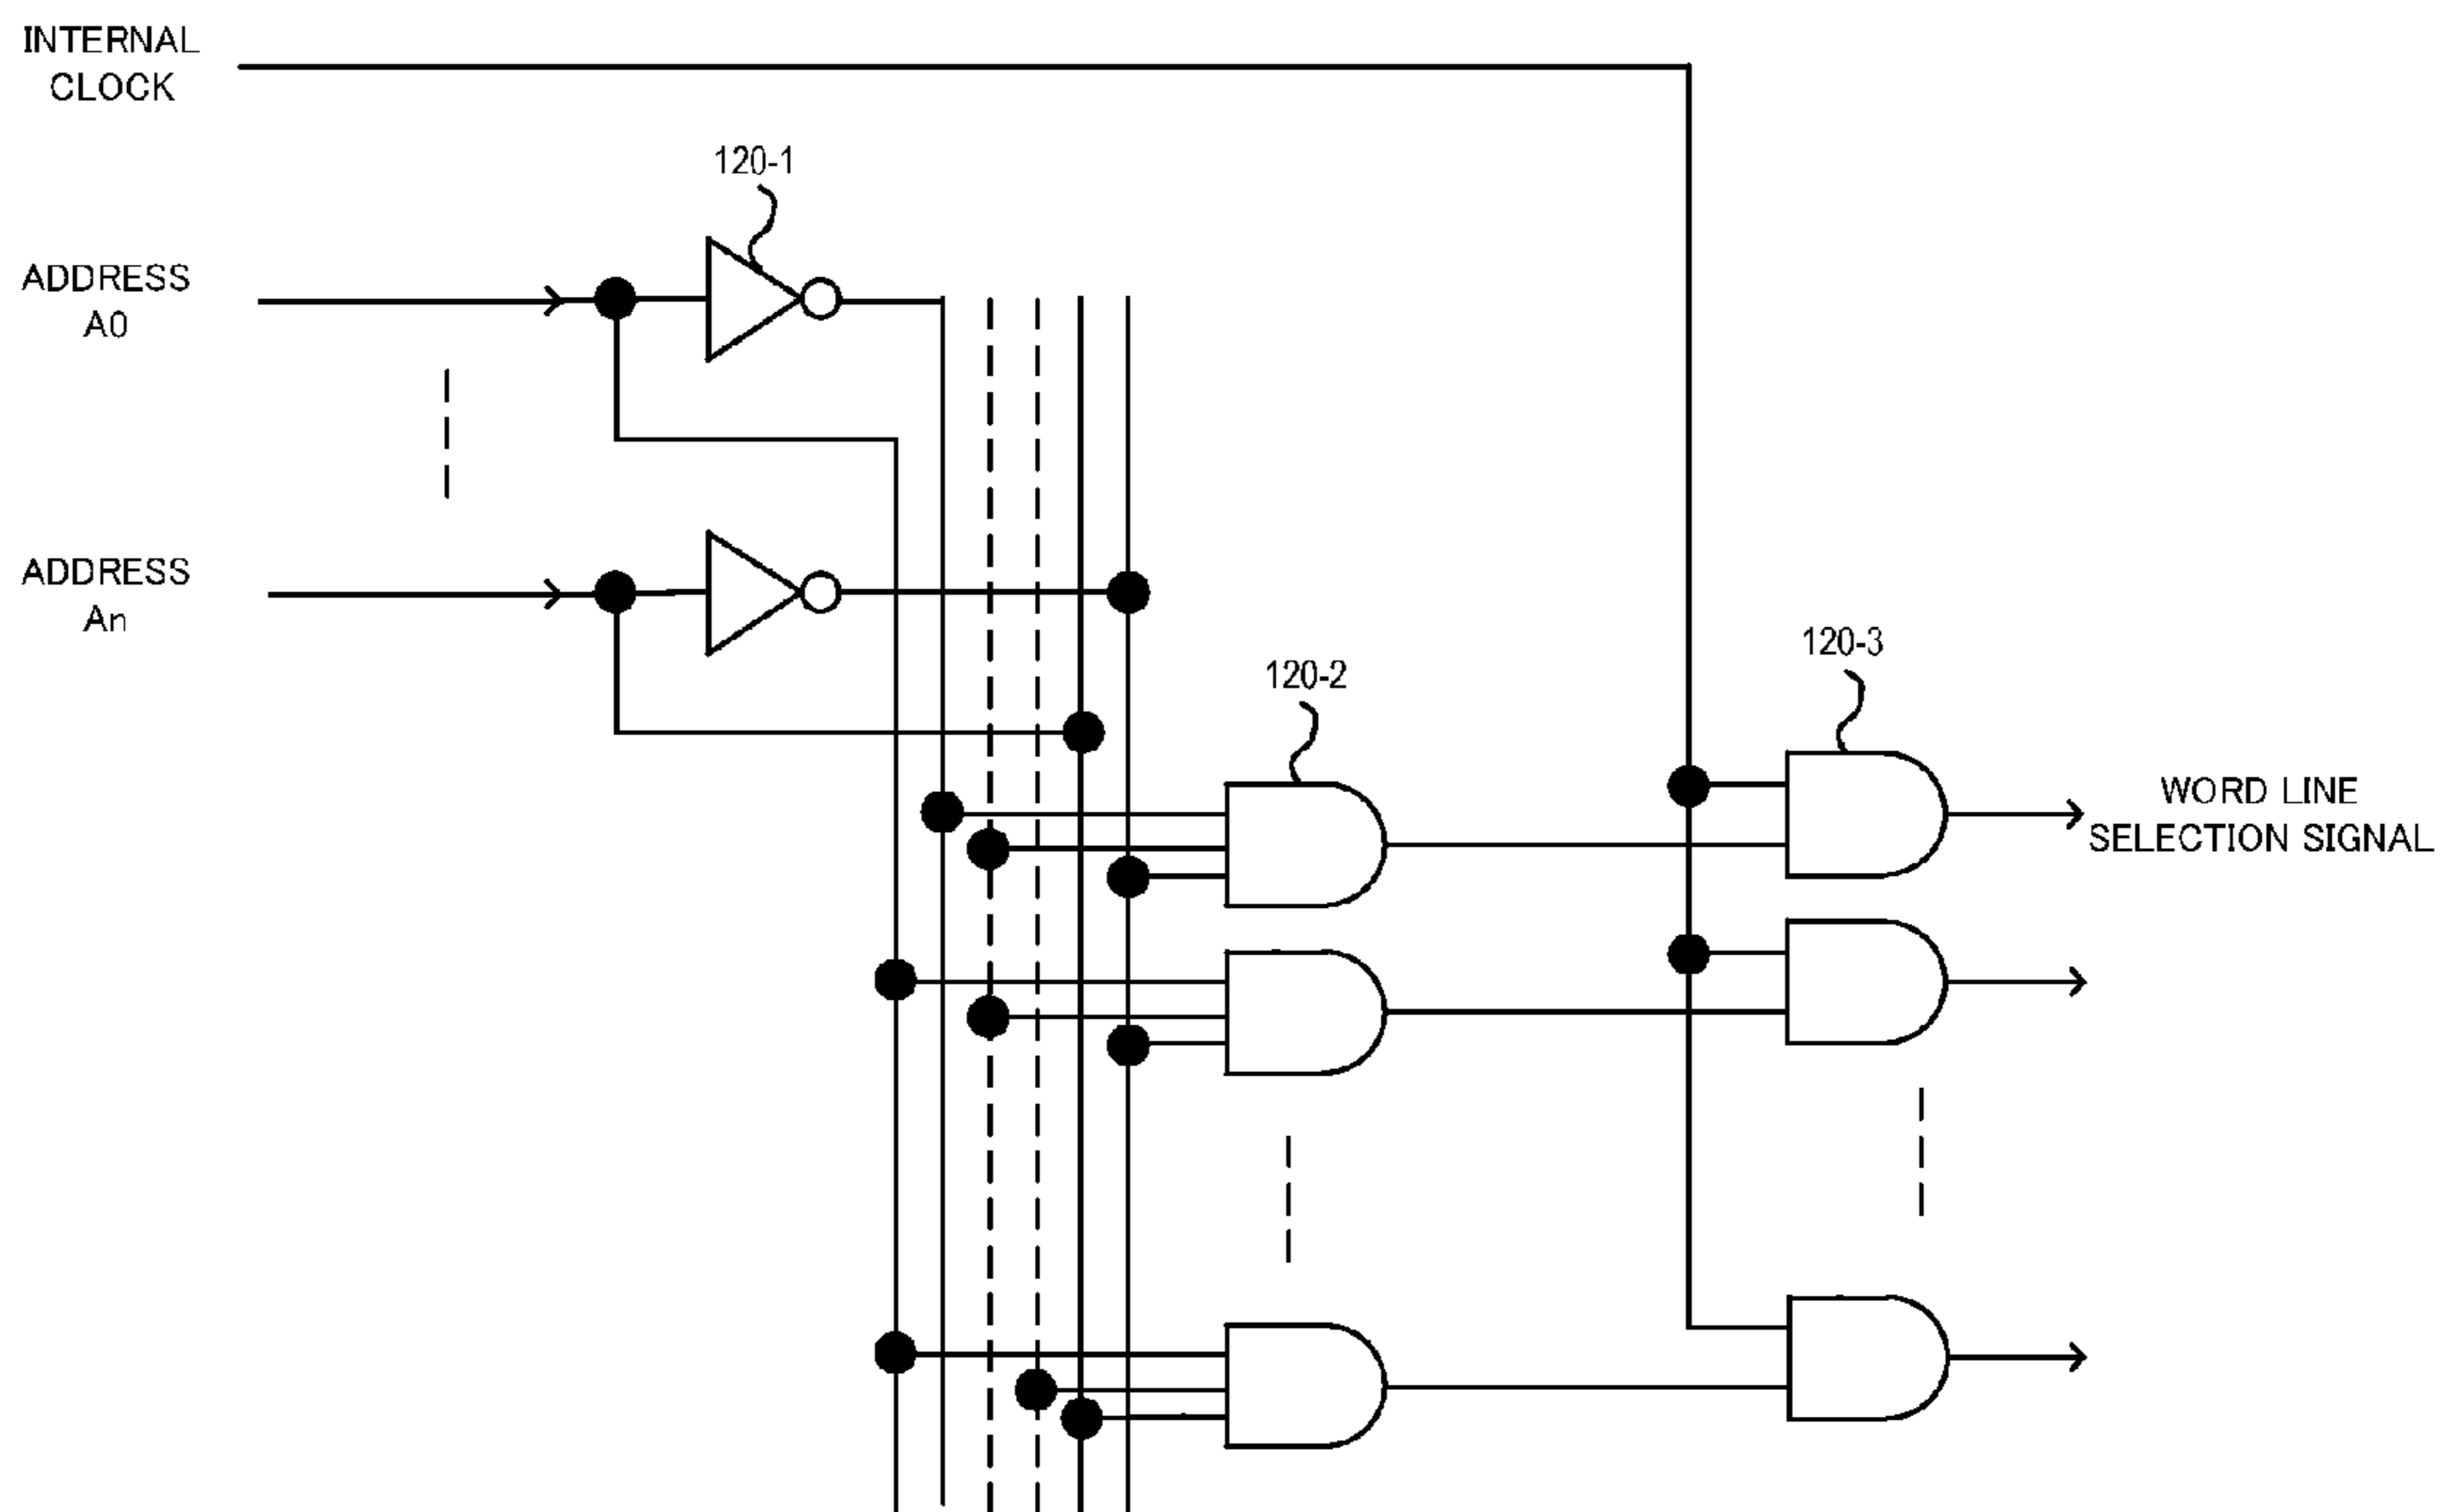 INTERNAL
CLOCK
120-1
ADDRESS
A0
ADDRESS
An
120-2
120-3
WORD LINE
SELECTION SIGNAL